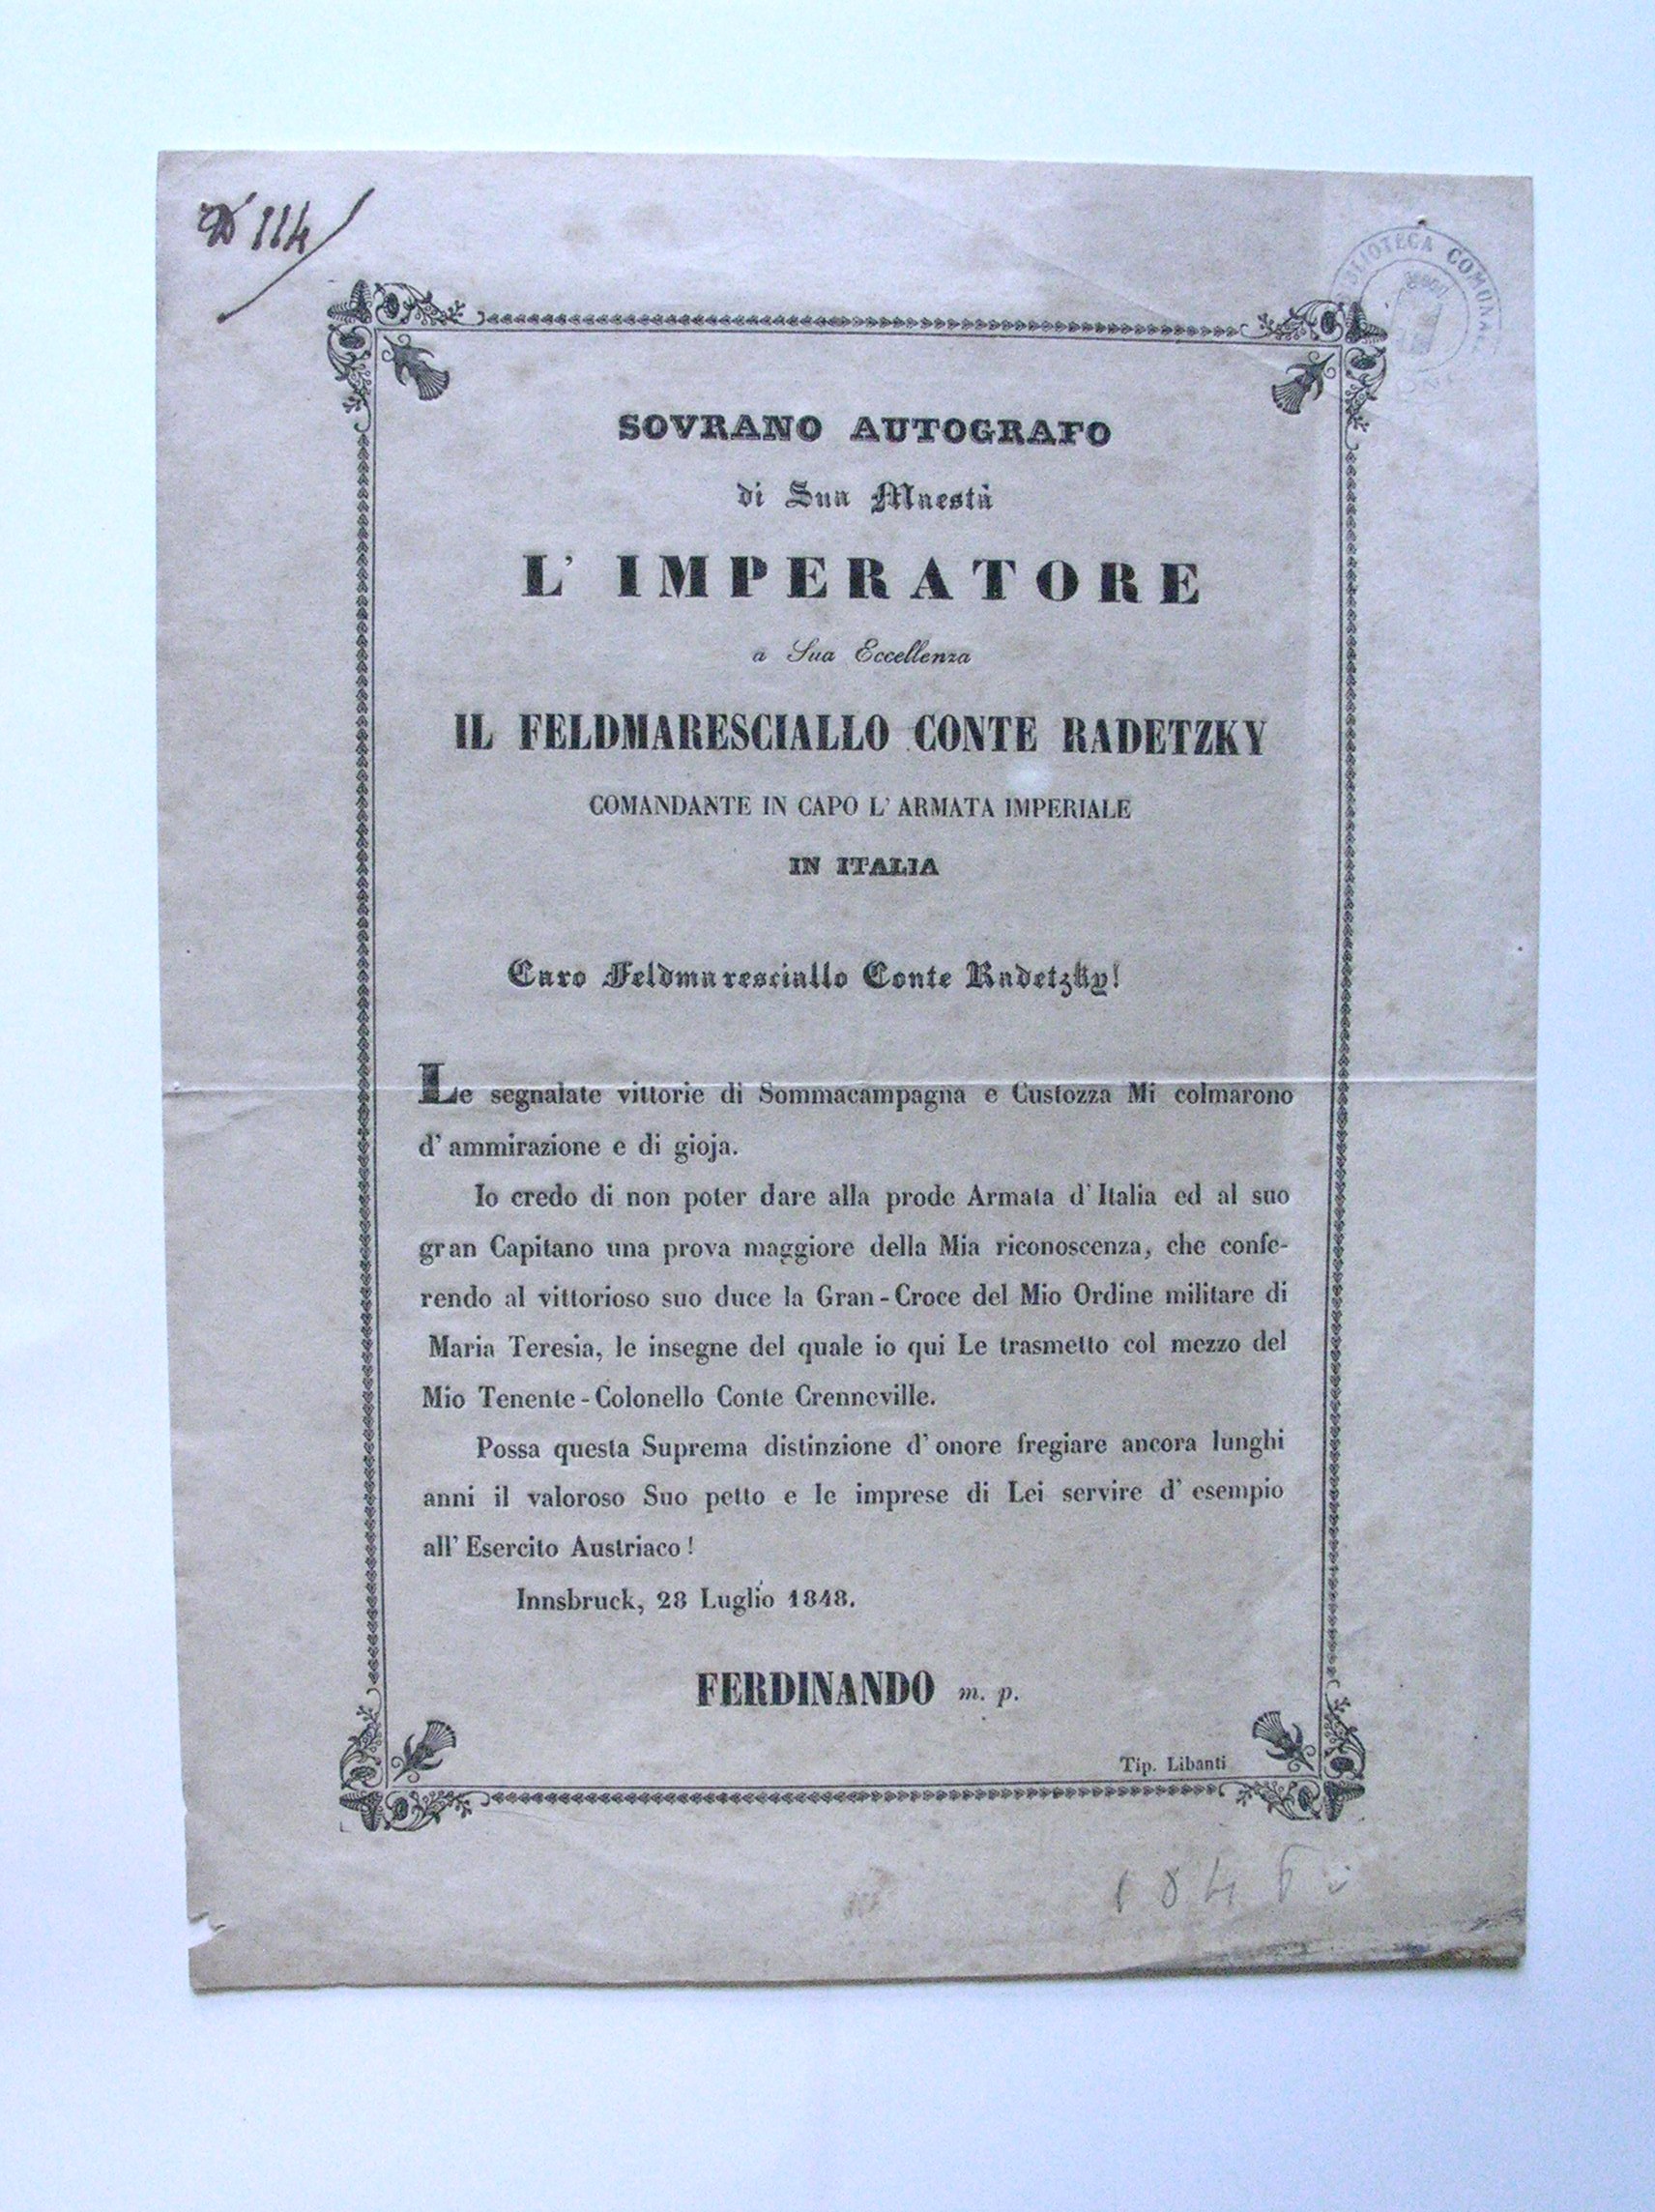 114
BIBLIOTECA COMUNALE
SOVRANO AUTOGRAFO
di Sua Maestà
L' IMPERATORE
a Sua Eccellenza
IL FELDMARESCIALLO CONTE RADETZKY
COMANDANTE IN CAPO L' ARMATA IMPERIALE
IN ITALIA
Caro Feldmaresciallo Conte Radetzky!
Le segnalate vittorie di Sommacampagna e Custozza Mi colmarono
d' ammirazione e di gioja.
Io credo di non poter dare alla prode Armata d' Italia ed al suo
gran Capitano una prova maggiore della Mia riconoscenza, che confe-
rendo al vittorioso suo duce la Gran-Croce del Mio Ordine militare di
Maria Teresia, le insegne del quale io qui Le trasmetto col mezzo del
Mio Tenente-Colonello Conte Crenneville.
Possa questa Suprema distinzione d' onore fregiare ancora lunghi
anni il valoroso Suo petto e le imprese di Lei servire d' esempio
all' Esercito Austriaco!
Innsbruck, 28 Luglio 1848.
FERDINANDO m. p.
Tip. Libanti